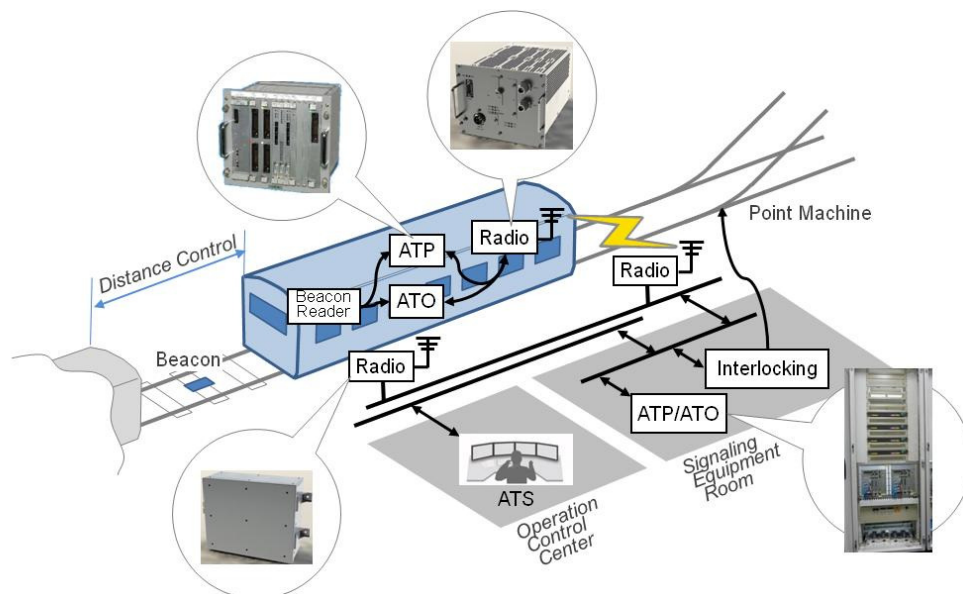 Distance Control
Radio
ATP
Point Machine
Radio
Beacon
Reader
ATO
Beacon
Radio
Interlocking
ATP/ATO
ATS
Signaling
Equipment
Room
Operation
Control
Center